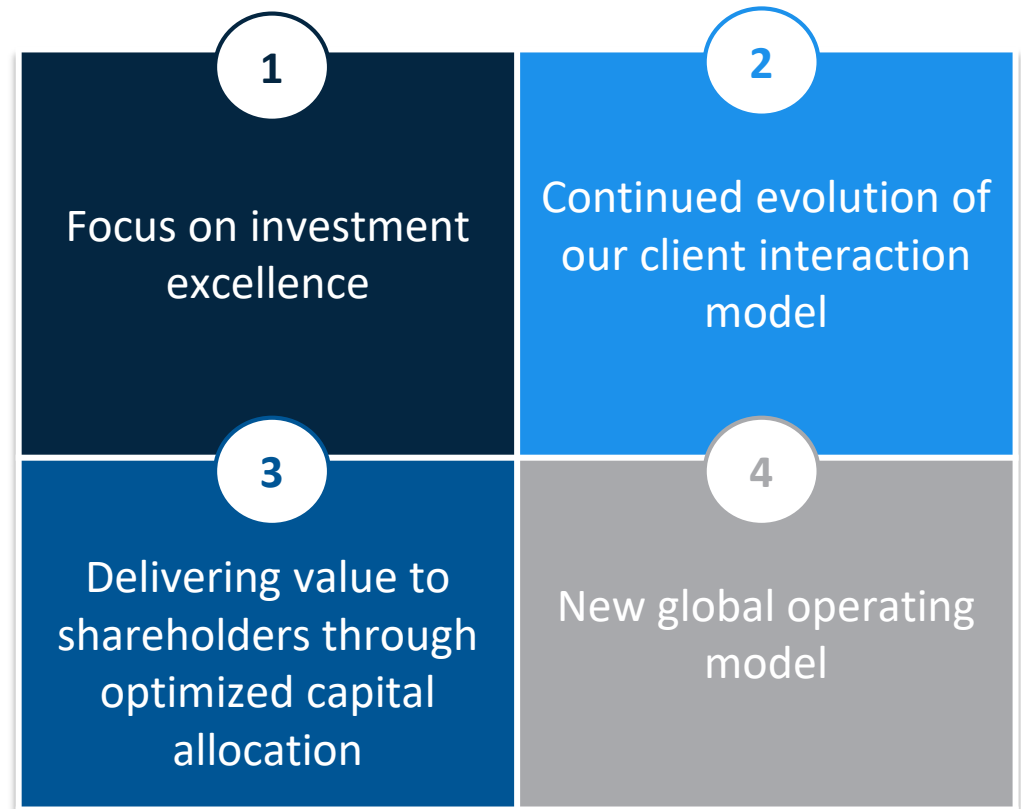 1
Focus on investment
excellence
2
Continued evolution of
our client interaction
model
3
Delivering value to
shareholders through
optimized capital
allocation
4
New global operating
model